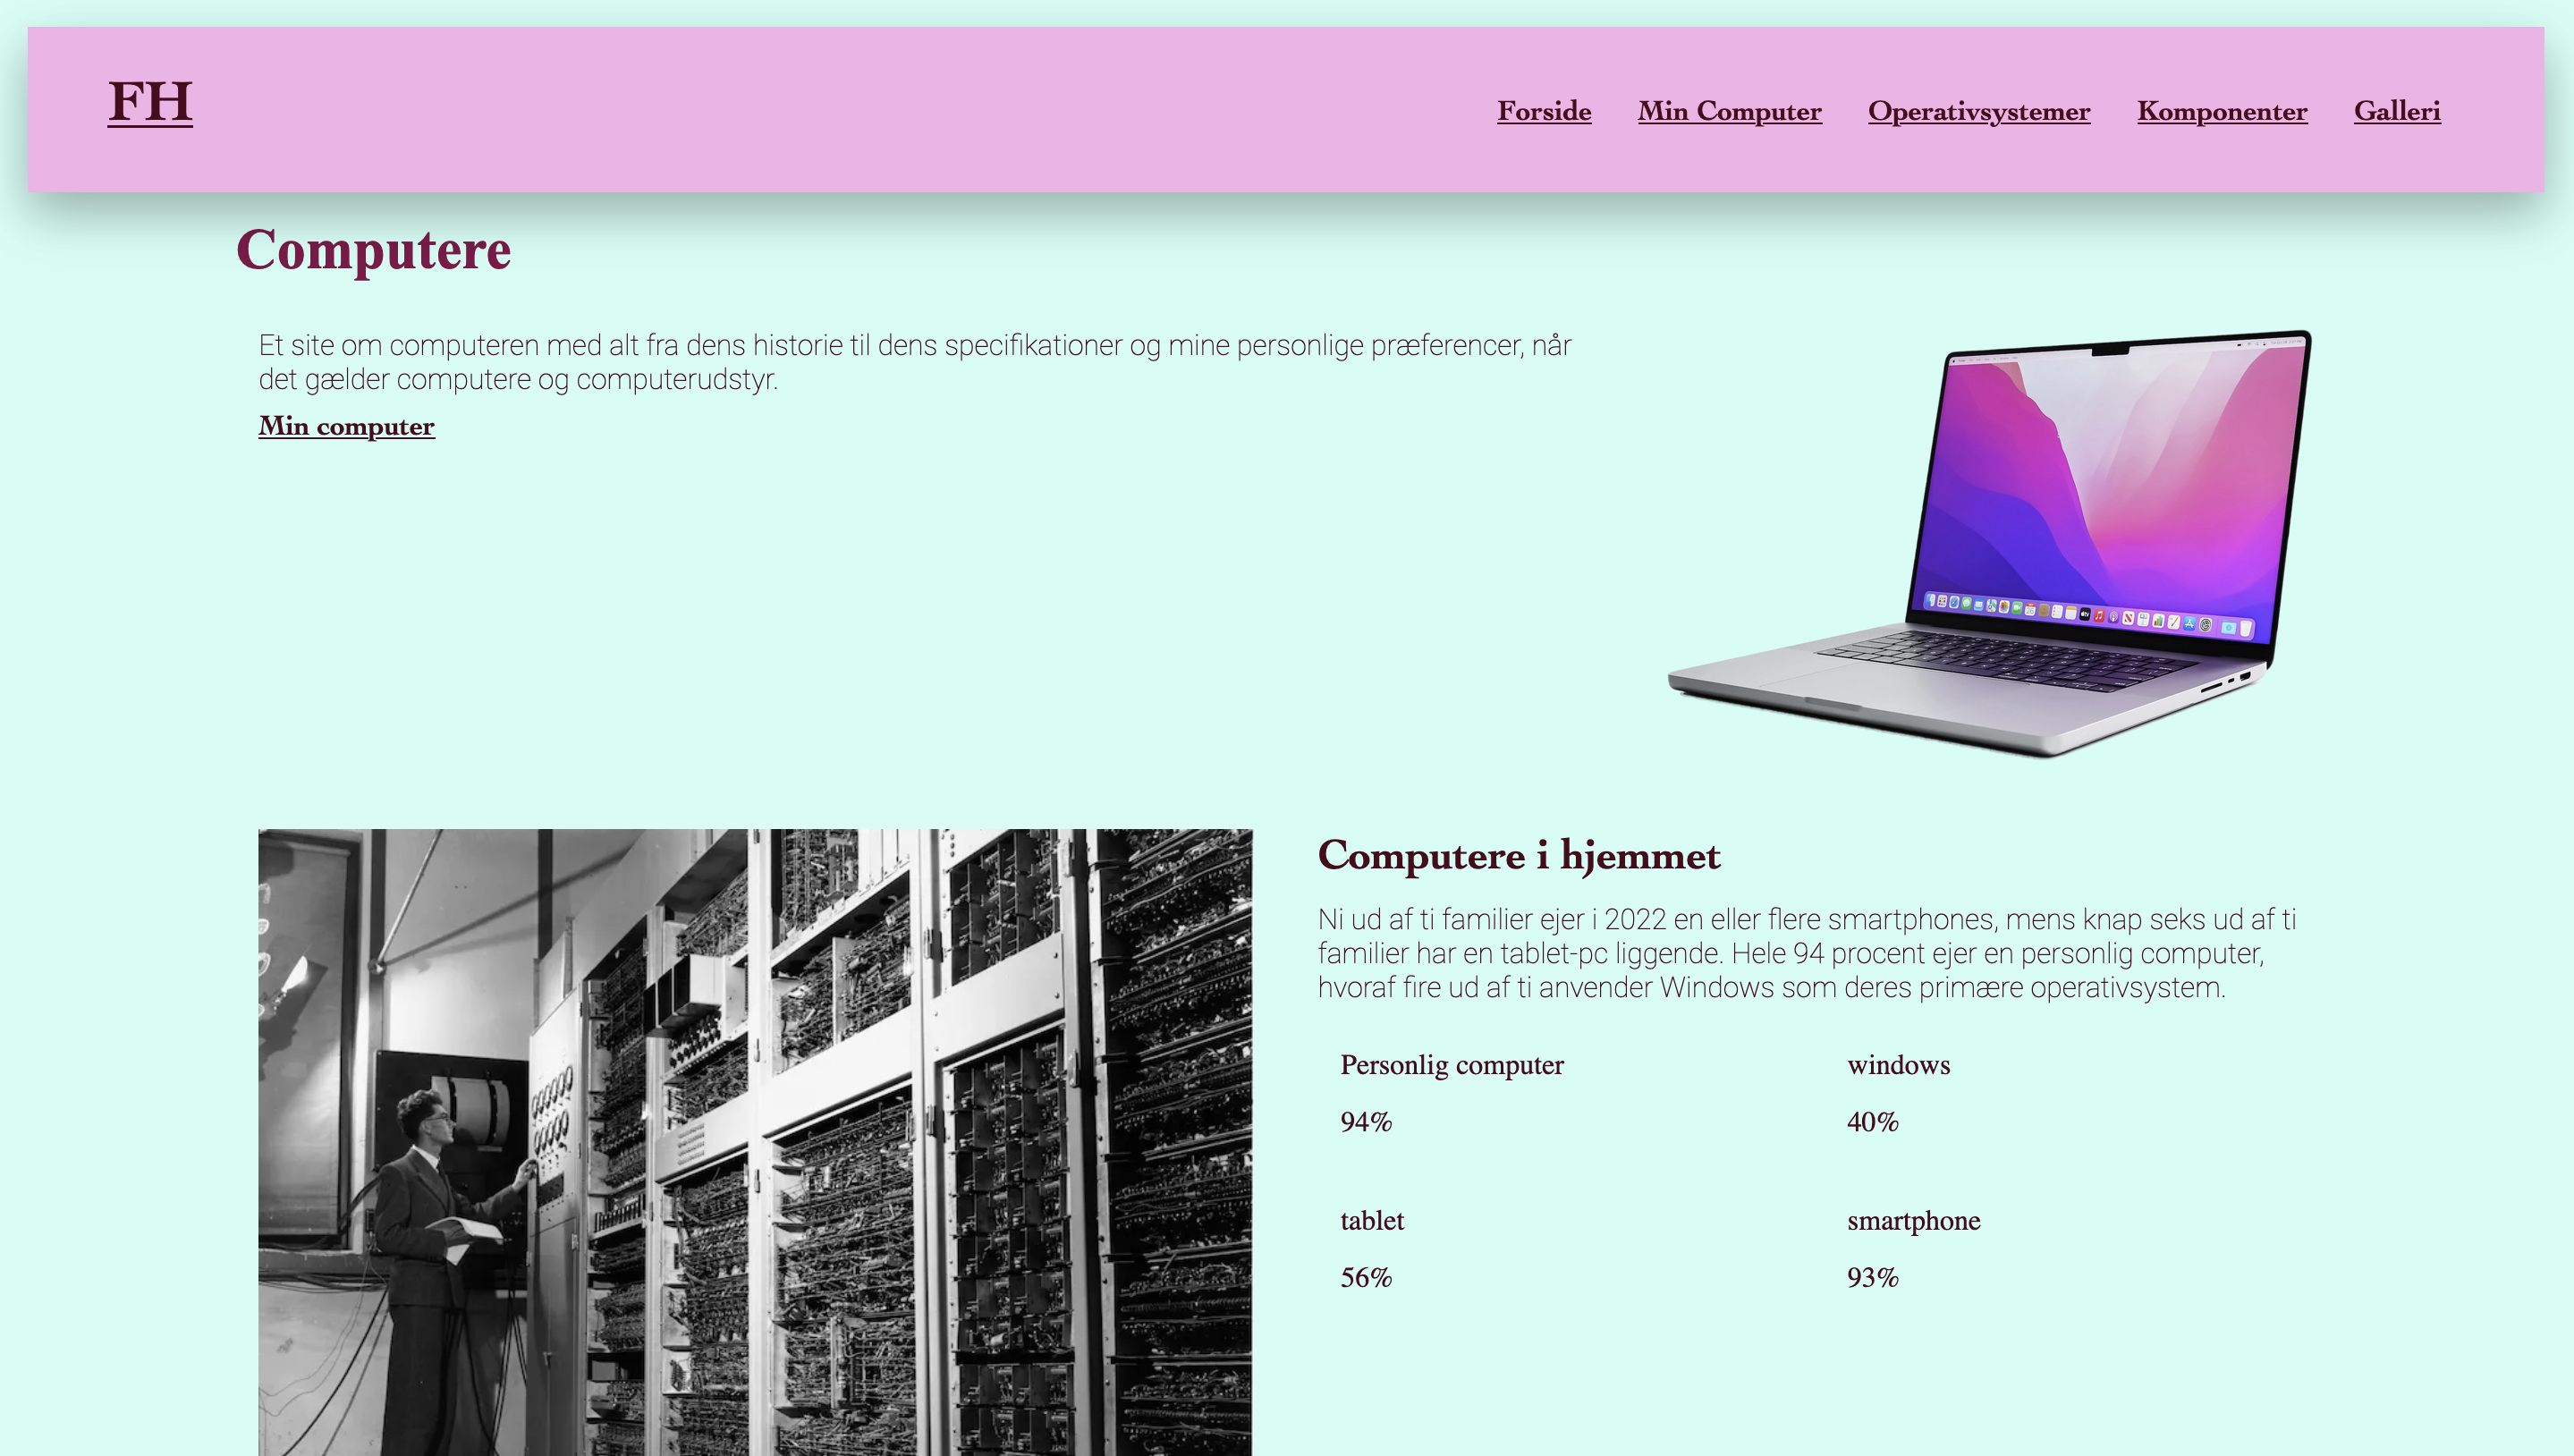 FH
Forside Min Computer Operativsystemer Komponenter Galleri
Computere
Et site om computeren med alt fra dens historie til dens specifikationer og mine personlige præferencer, når
det gælder computere og computerudstyr.
Min computer
Computere i hjemmet
Ni ud af ti familier ejer i 2022 en eller flere smartphones, mens knap seks ud af ti
familier har en tablet-pc liggende. Hele 94 procent ejer en personlig computer,
hvoraf fire ud af ti anvender Windows som deres primære operativsystem.
Personlig computer
94%
windows
40%
tablet
56%
smartphone
93%